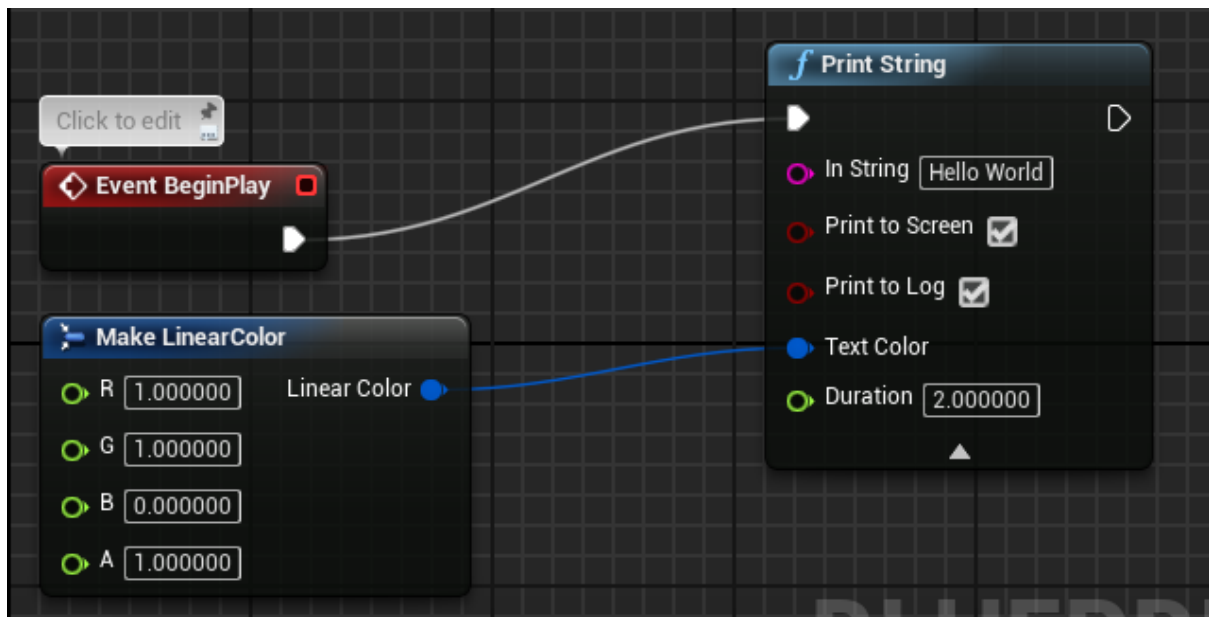 Click to edit
Event BeginPlay
Make LinearColor
R 1.000000 Linear Color
G 1.000000
B 0.000000
A 1.000000
Print String
In String Hello World
Print to Screen
Print to Log
Text Color
Duration 2.000000